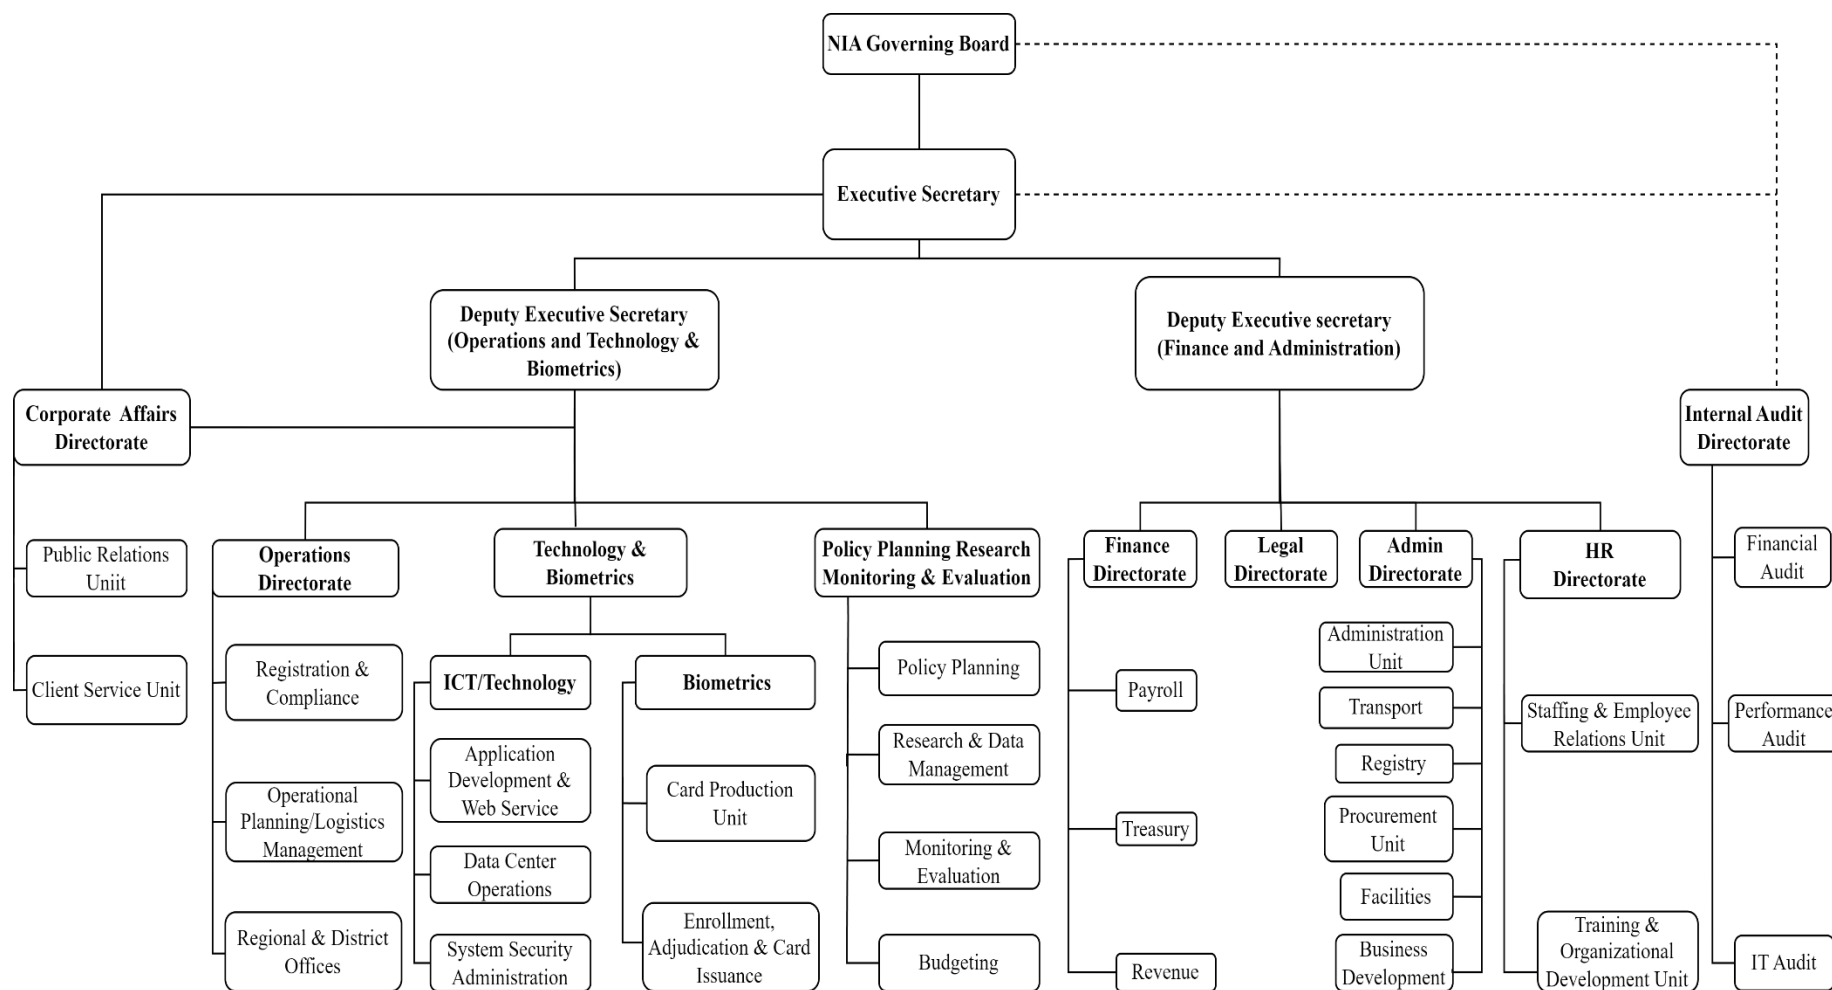 NIA Governing Board
Executive Secretary
Deputy Executive Secretary
(Operations and Technology &
Biometrics)
Deputy Executive secretary
(Finance and Administration)
Corporate Affairs
Directorate
Internal Audit
Directorate
Public Relations
Uniit
Client Service Unit
Operations
Directorate
Registration &
Compliance
Operational
Planning/Logistics
Management
Regional & District
Offices
Technology &
Biometrics
ICT/Technology
Application
Development &
Web Service
Data Center
Operations
System Security
Administration
Biometrics
Card Production
Unit
Enrollment,
Adjudication & Card
Issuance
Policy Planning Research
Monitoring & Evaluation
Policy Planning
Research & Data
Management
Monitoring &
Evaluation
Budgeting
Finance
Directorate
Payroll
Treasury
Revenue
Legal
Directorate
Admin
Directorate
Administration
Unit
Transport
Registry
Procurement
Unit
Facilities
Business
Development
HR
Directorate
Staffing & Employee
Relations Unit
Training &
Organizational
Development Unit
Financial
Audit
Performance
Audit
IT Audit